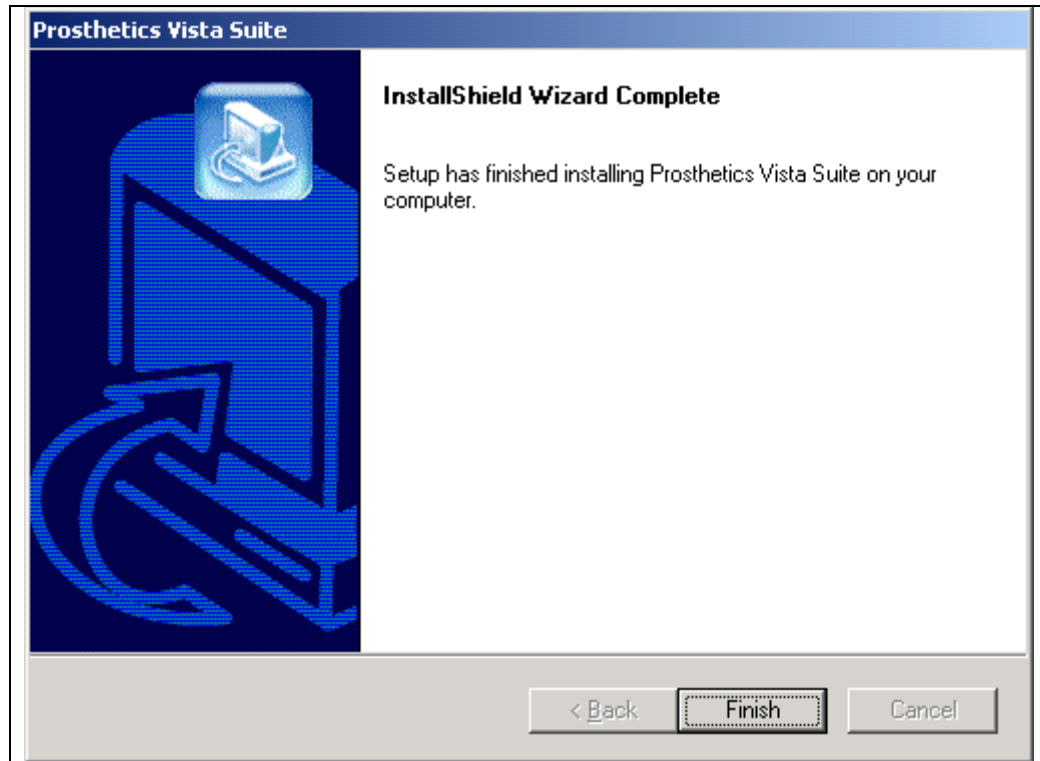 Prosthetics Vista Suite
InstallShield Wizard Complete
Setup has finished installing Prosthetics Vista Suite on your
computer.
< Back
Finish
Cancel